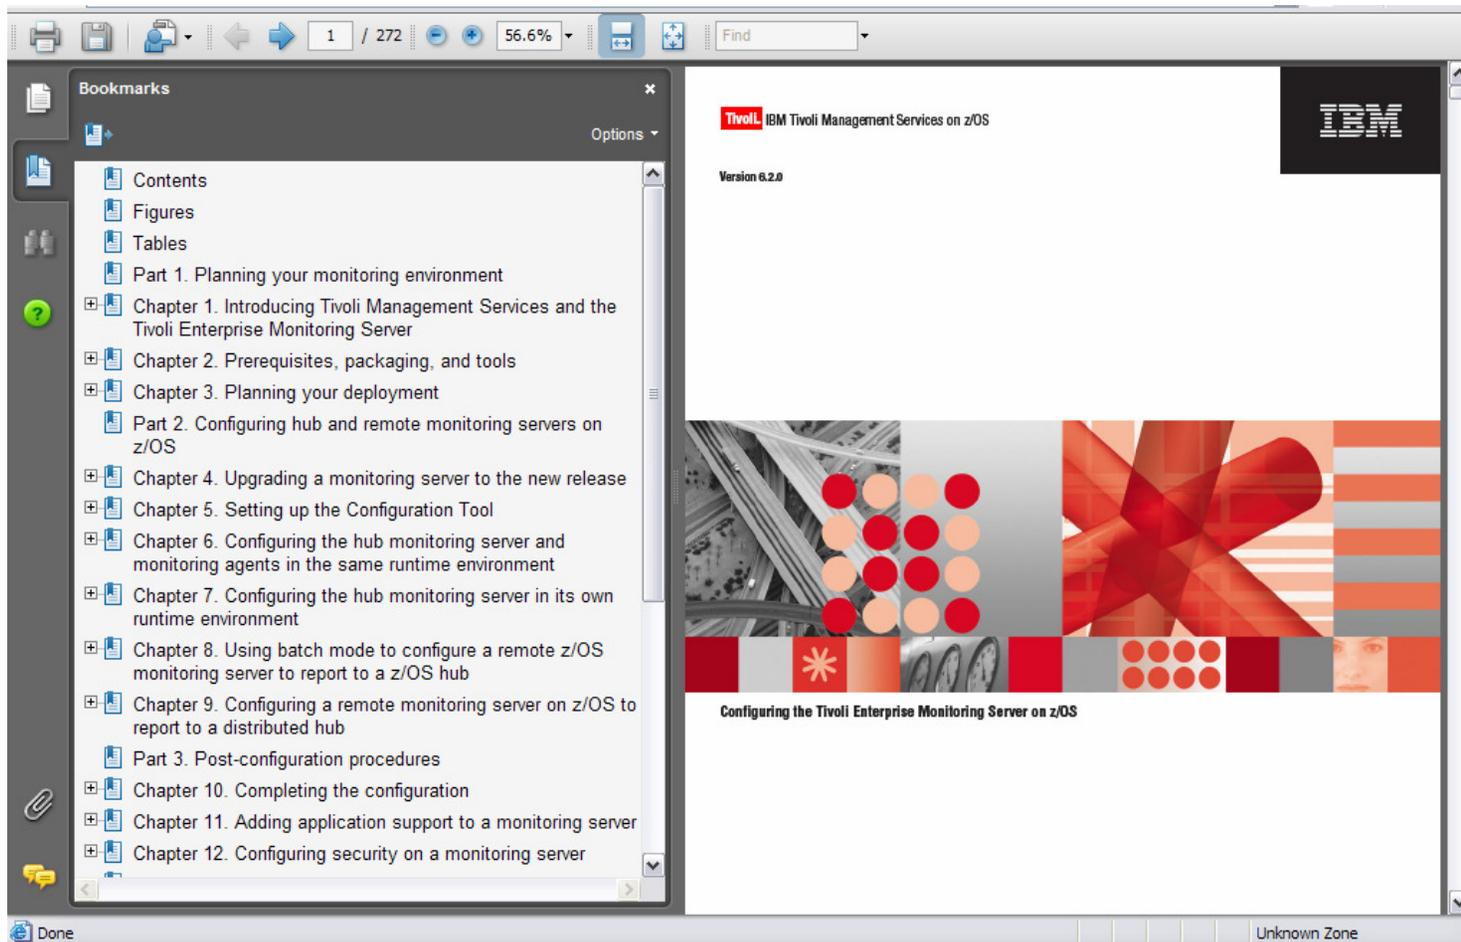 1 / 272 56.6% Find
Bookmarks
Options
Contents
Figures
Tables
Part 1. Planning your monitoring environment
Chapter 1. Introducing Tivoli Management Services and the
Tivoli Enterprise Monitoring Server
Chapter 2. Prerequisites, packaging, and tools
Chapter 3. Planning your deployment
Part 2. Configuring hub and remote monitoring servers on
z/OS
Chapter 4. Upgrading a monitoring server to the new release
Chapter 5. Setting up the Configuration Tool
Chapter 6. Configuring the hub monitoring server and
monitoring agents in the same runtime environment
Chapter 7. Configuring the hub monitoring server in its own
runtime environment
Chapter 8. Using batch mode to configure a remote z/OS
monitoring server to report to a z/OS hub
Chapter 9. Configuring a remote monitoring server on z/OS to
report to a distributed hub
Part 3. Post-configuration procedures
Chapter 10. Completing the configuration
Chapter 11. Adding application support to a monitoring server
Chapter 12. Configuring security on a monitoring server
Tivoli. IBM Tivoli Management Services on z/OS
IBM
Version 6.2.0
Configuring the Tivoli Enterprise Monitoring Server on z/OS
Done
Unknown Zone